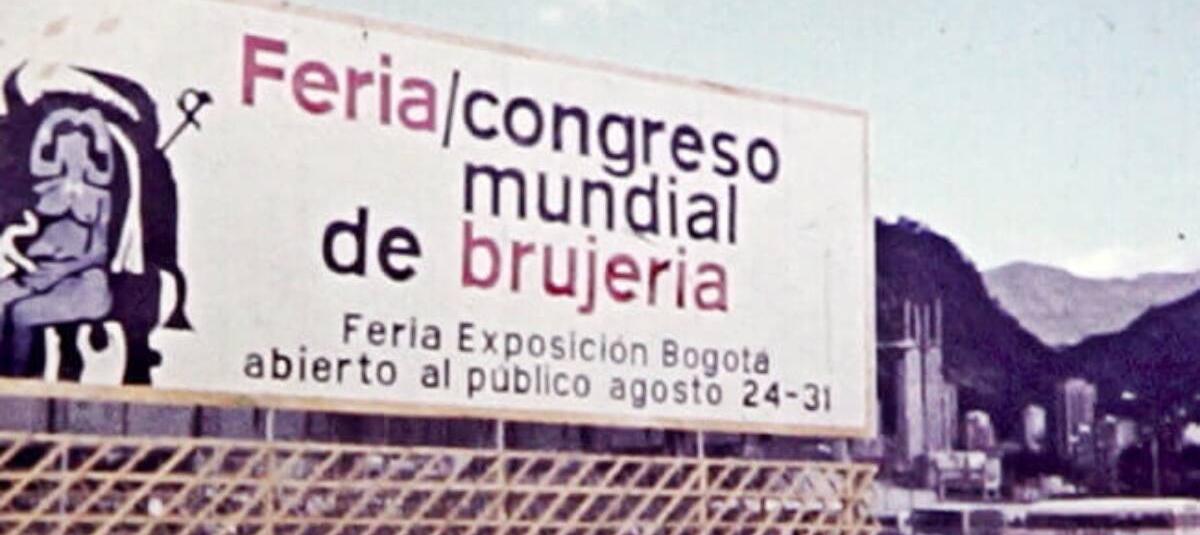 Feria/congreso
mundial
de brujeria
Feria Exposición Bogotá
abierto al público agosto 24-31